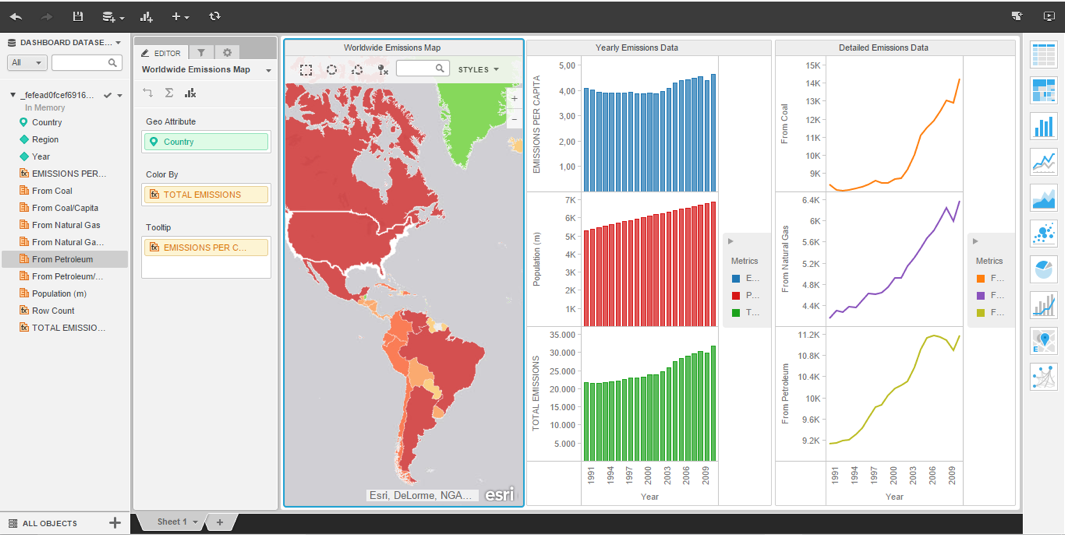 DASHBOARD DATASE...
All
_fefead0fcef6916...
In Memory
Country
Region
Year
EMISSIONS PER...
From Coal
From Coal/Capita
From Natural Gas
From Natural Ga...
From Petroleum
From Petroleum/...
Population (m)
Row Count
TOTAL EMISSIO...
ALL OBJECTS
EDITOR
Worldwide Emissions Map
Geo Attribute
Country
Color By
TOTAL EMISSIONS
Tooltip
EMISSIONS PER C...
Worldwide Emissions Map
STYLES
Esri, DeLorme, NGA...
esri
Yearly Emissions Data
EMISSIONS PER CAPITA
5,00
4,00
3,00
2,00
1,00
Population (m)
7K
6K
5K
4K
3K
2K
1K
TOTAL EMISSIONS
35.000
30.000
25.000
20.000
15.000
10.000
5.000
1991
1994
1997
2000
2003
2006
2009
Year
Metrics
E...
P...
T...
Detailed Emissions Data
From Coal
15K
14K
13K
12K
11K
10K
9K
From Natural Gas
6.4K
6K
5.6K
5.2K
4.8K
4.4K
From Petroleum
11.2K
10.8K
10.4K
10K
9.6K
9.2K
1991
1994
1997
2000
2003
2006
2009
Year
Metrics
F...
F...
F...
Sheet 1